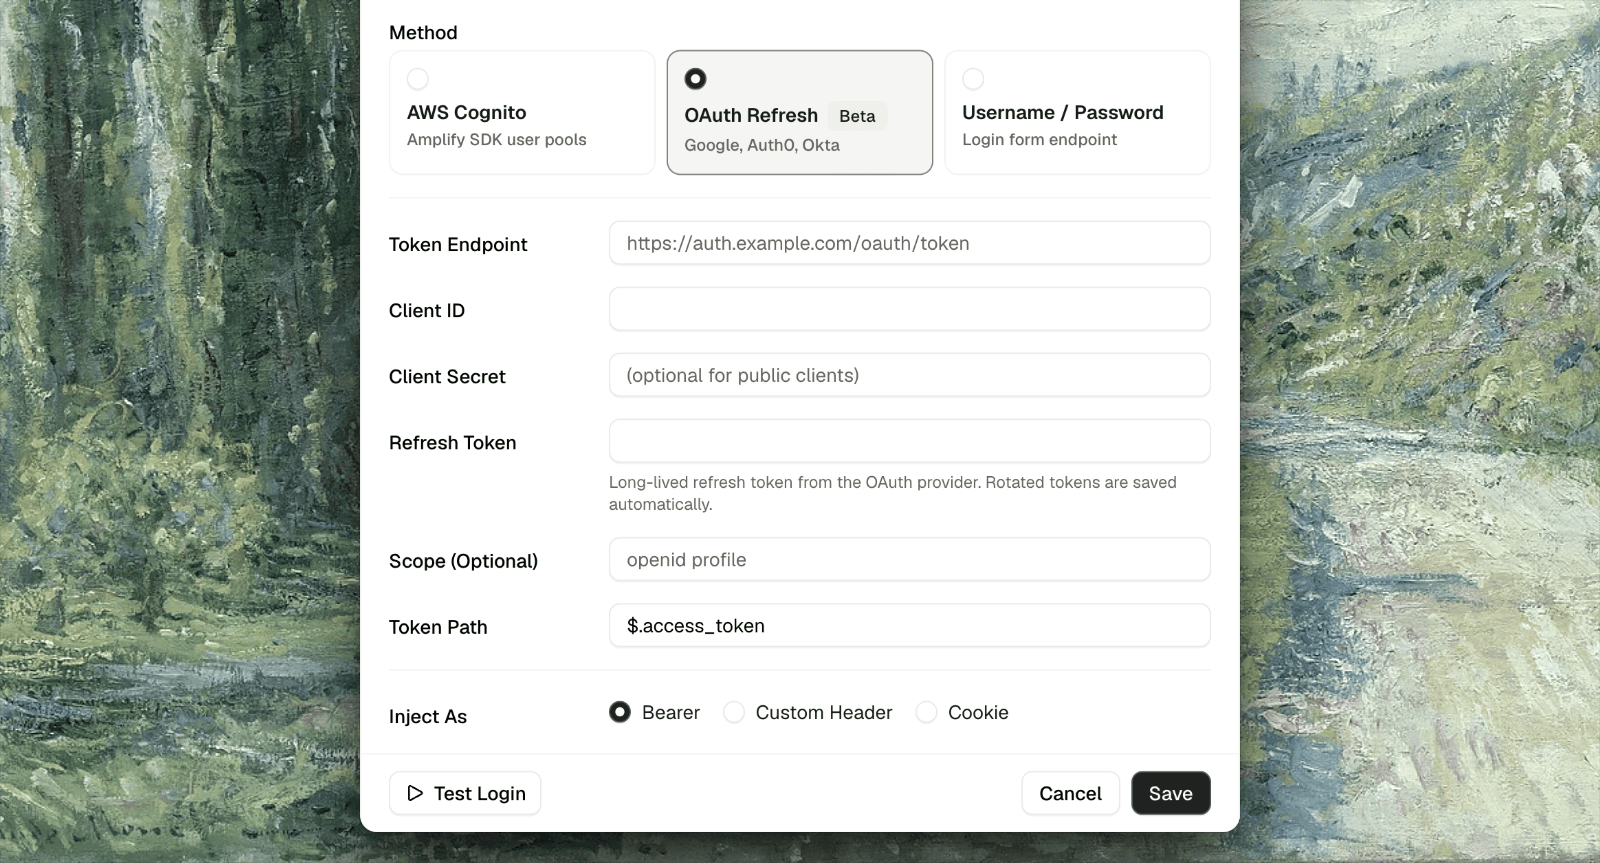 Method
AWS Cognito
Amplify SDK user pools
OAuth Refresh Beta
Google, Auth0, Okta
Username / Password
Login form endpoint
Token Endpoint
https://auth.example.com/oauth/token
Client ID
Client Secret
(optional for public clients)
Refresh Token
Long-lived refresh token from the OAuth provider. Rotated tokens are saved
automatically.
Scope (Optional)
openid profile
Token Path
$.access_token
Inject As
Bearer
Custom Header
Cookie
Test Login
Cancel
Save